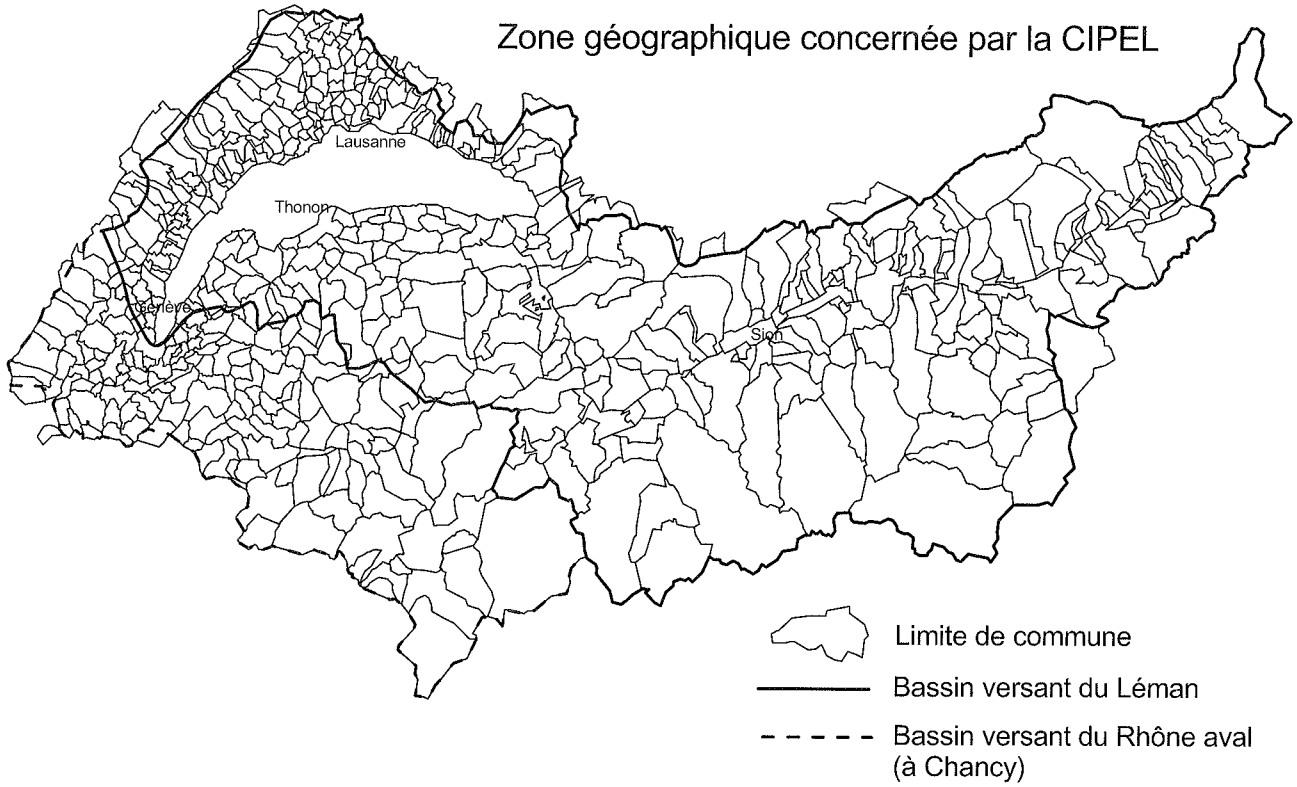 Zone géographique concernée par la CIPEL
Lausanne
Thonon
Genève
Sion
Limite de commune
Bassin versant du Léman
Bassin versant du Rhône aval
(à Chancy)